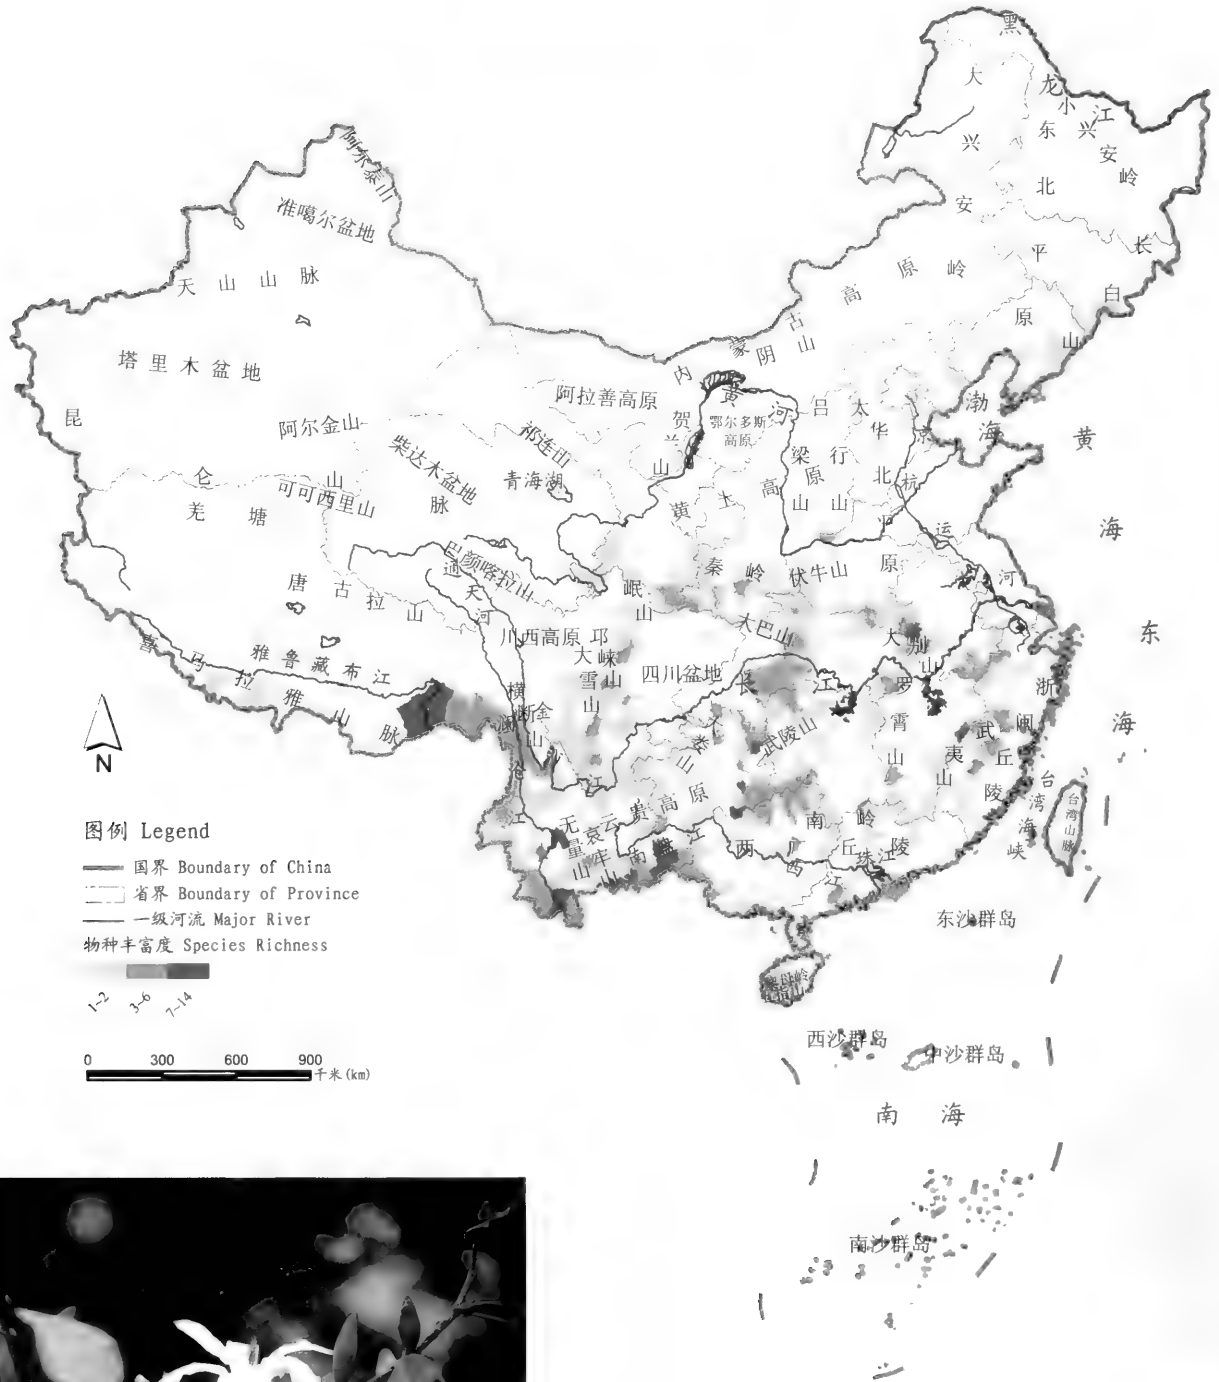 黑龙江
大兴安岭
小兴安岭
东北平原
长白山
阿尔泰山
准噶尔盆地
天山山脉
塔里木盆地
内蒙古高原
阴山
阿拉善高原
贺兰山
黄河
鄂尔多斯
高原
吕梁山
太行山
华北平原
京杭运河
渤海
黄海
昆仑山脉
阿尔金山
祁连山
柴达木盆地
青海湖
可可西里山
羌塘
黄土高原
秦岭
伏牛山
巴颜喀拉山
通天河
岷山
唐古拉山
川西高原
邛崃山
大雪山
四川盆地
大巴山
大别山
东海
喜马拉雅山脉
雅鲁藏布江
横断山
金沙江
澜沧江
长江
武陵山
娄山
罗霄山
武夷山
浙闽丘陵
台湾海峡
台湾山脉
N
无量山
哀牢山
云贵高原
南盘江
南岭
两广丘陵
西江
珠江
图例 Legend
国界 Boundary of China
省界 Boundary of Province
一级河流 Major River
物种丰富度 Species Richness
1-2 3-6 7-14
0 300 600 900
千米(km)
东沙群岛
西沙群岛
中沙群岛
南海
南沙群岛